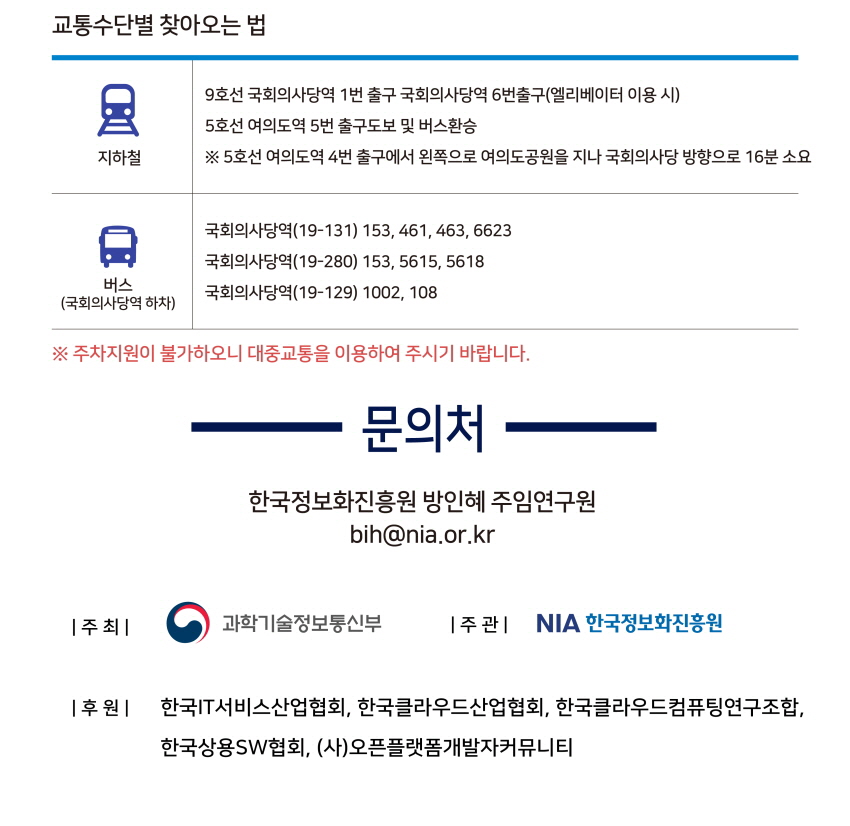 교통수단별 찾아오는 법
지하철
9호선 국회의사당역 1번 출구 국회의사당역 6번출구(엘리베이터 이용 시)
5호선 여의도역 5번 출구도보 및 버스환승
※ 5호선 여의도역 4번 출구에서 왼쪽으로 여의도공원을 지나 국회의사당 방향으로 16분 소요
버스
(국회의사당역 하차)
국회의사당역(19-131) 153, 461, 463, 6623
국회의사당역(19-280) 153, 5615, 5618
국회의사당역(19-129) 1002, 108
※ 주차지원이 불가하오니 대중교통을 이용하여 주시기 바랍니다.
문의처
한국정보화진흥원 방인혜 주임연구원
bih@nia.or.kr
| 주 최 | 과학기술정보통신부 | 주 관 | NIA 한국정보화진흥원
| 후 원 | 한국IT서비스산업협회, 한국클라우드산업협회, 한국클라우드컴퓨팅연구조합,
한국상용SW협회, (사)오픈플랫폼개발자커뮤니티